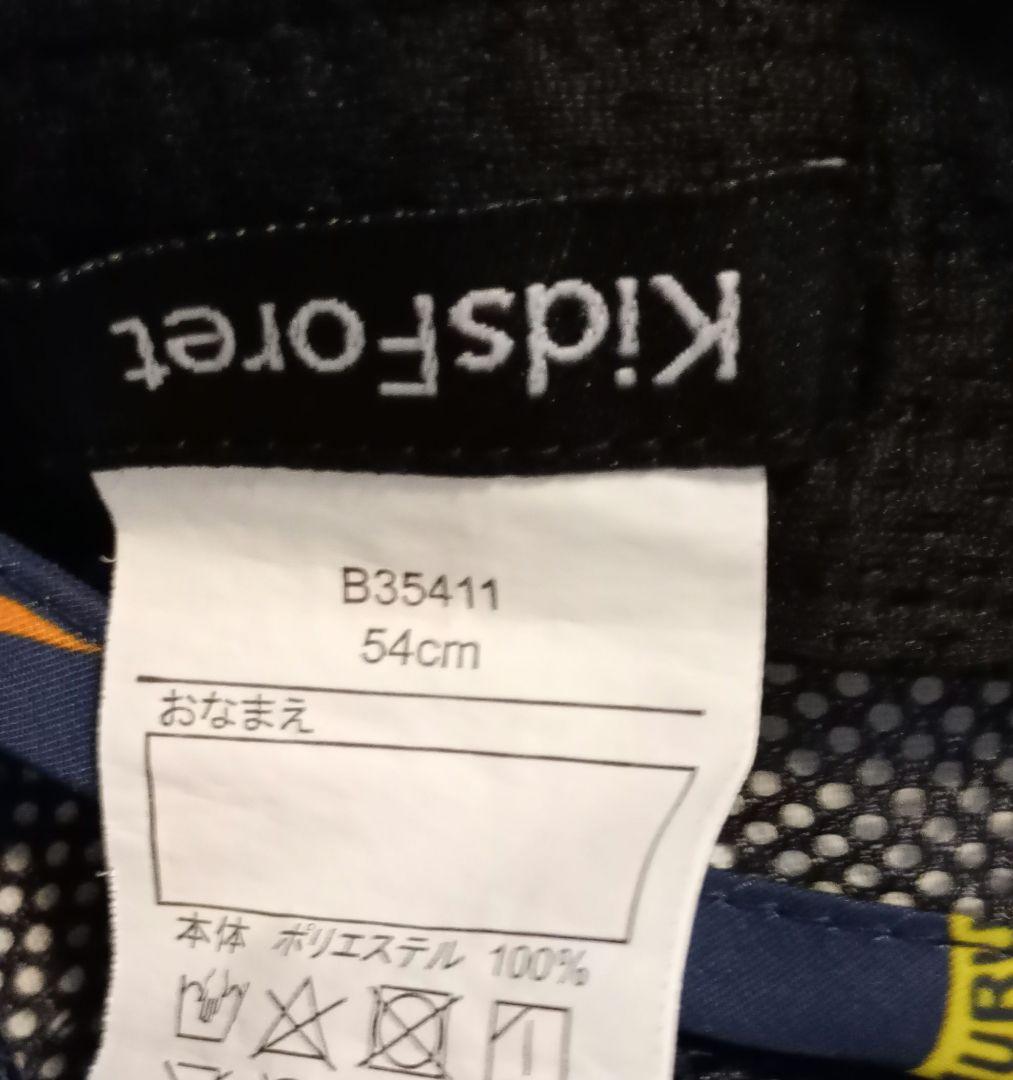 KidsForet
B35411
54cm
おなまえ
本体 ポリエステル 100%